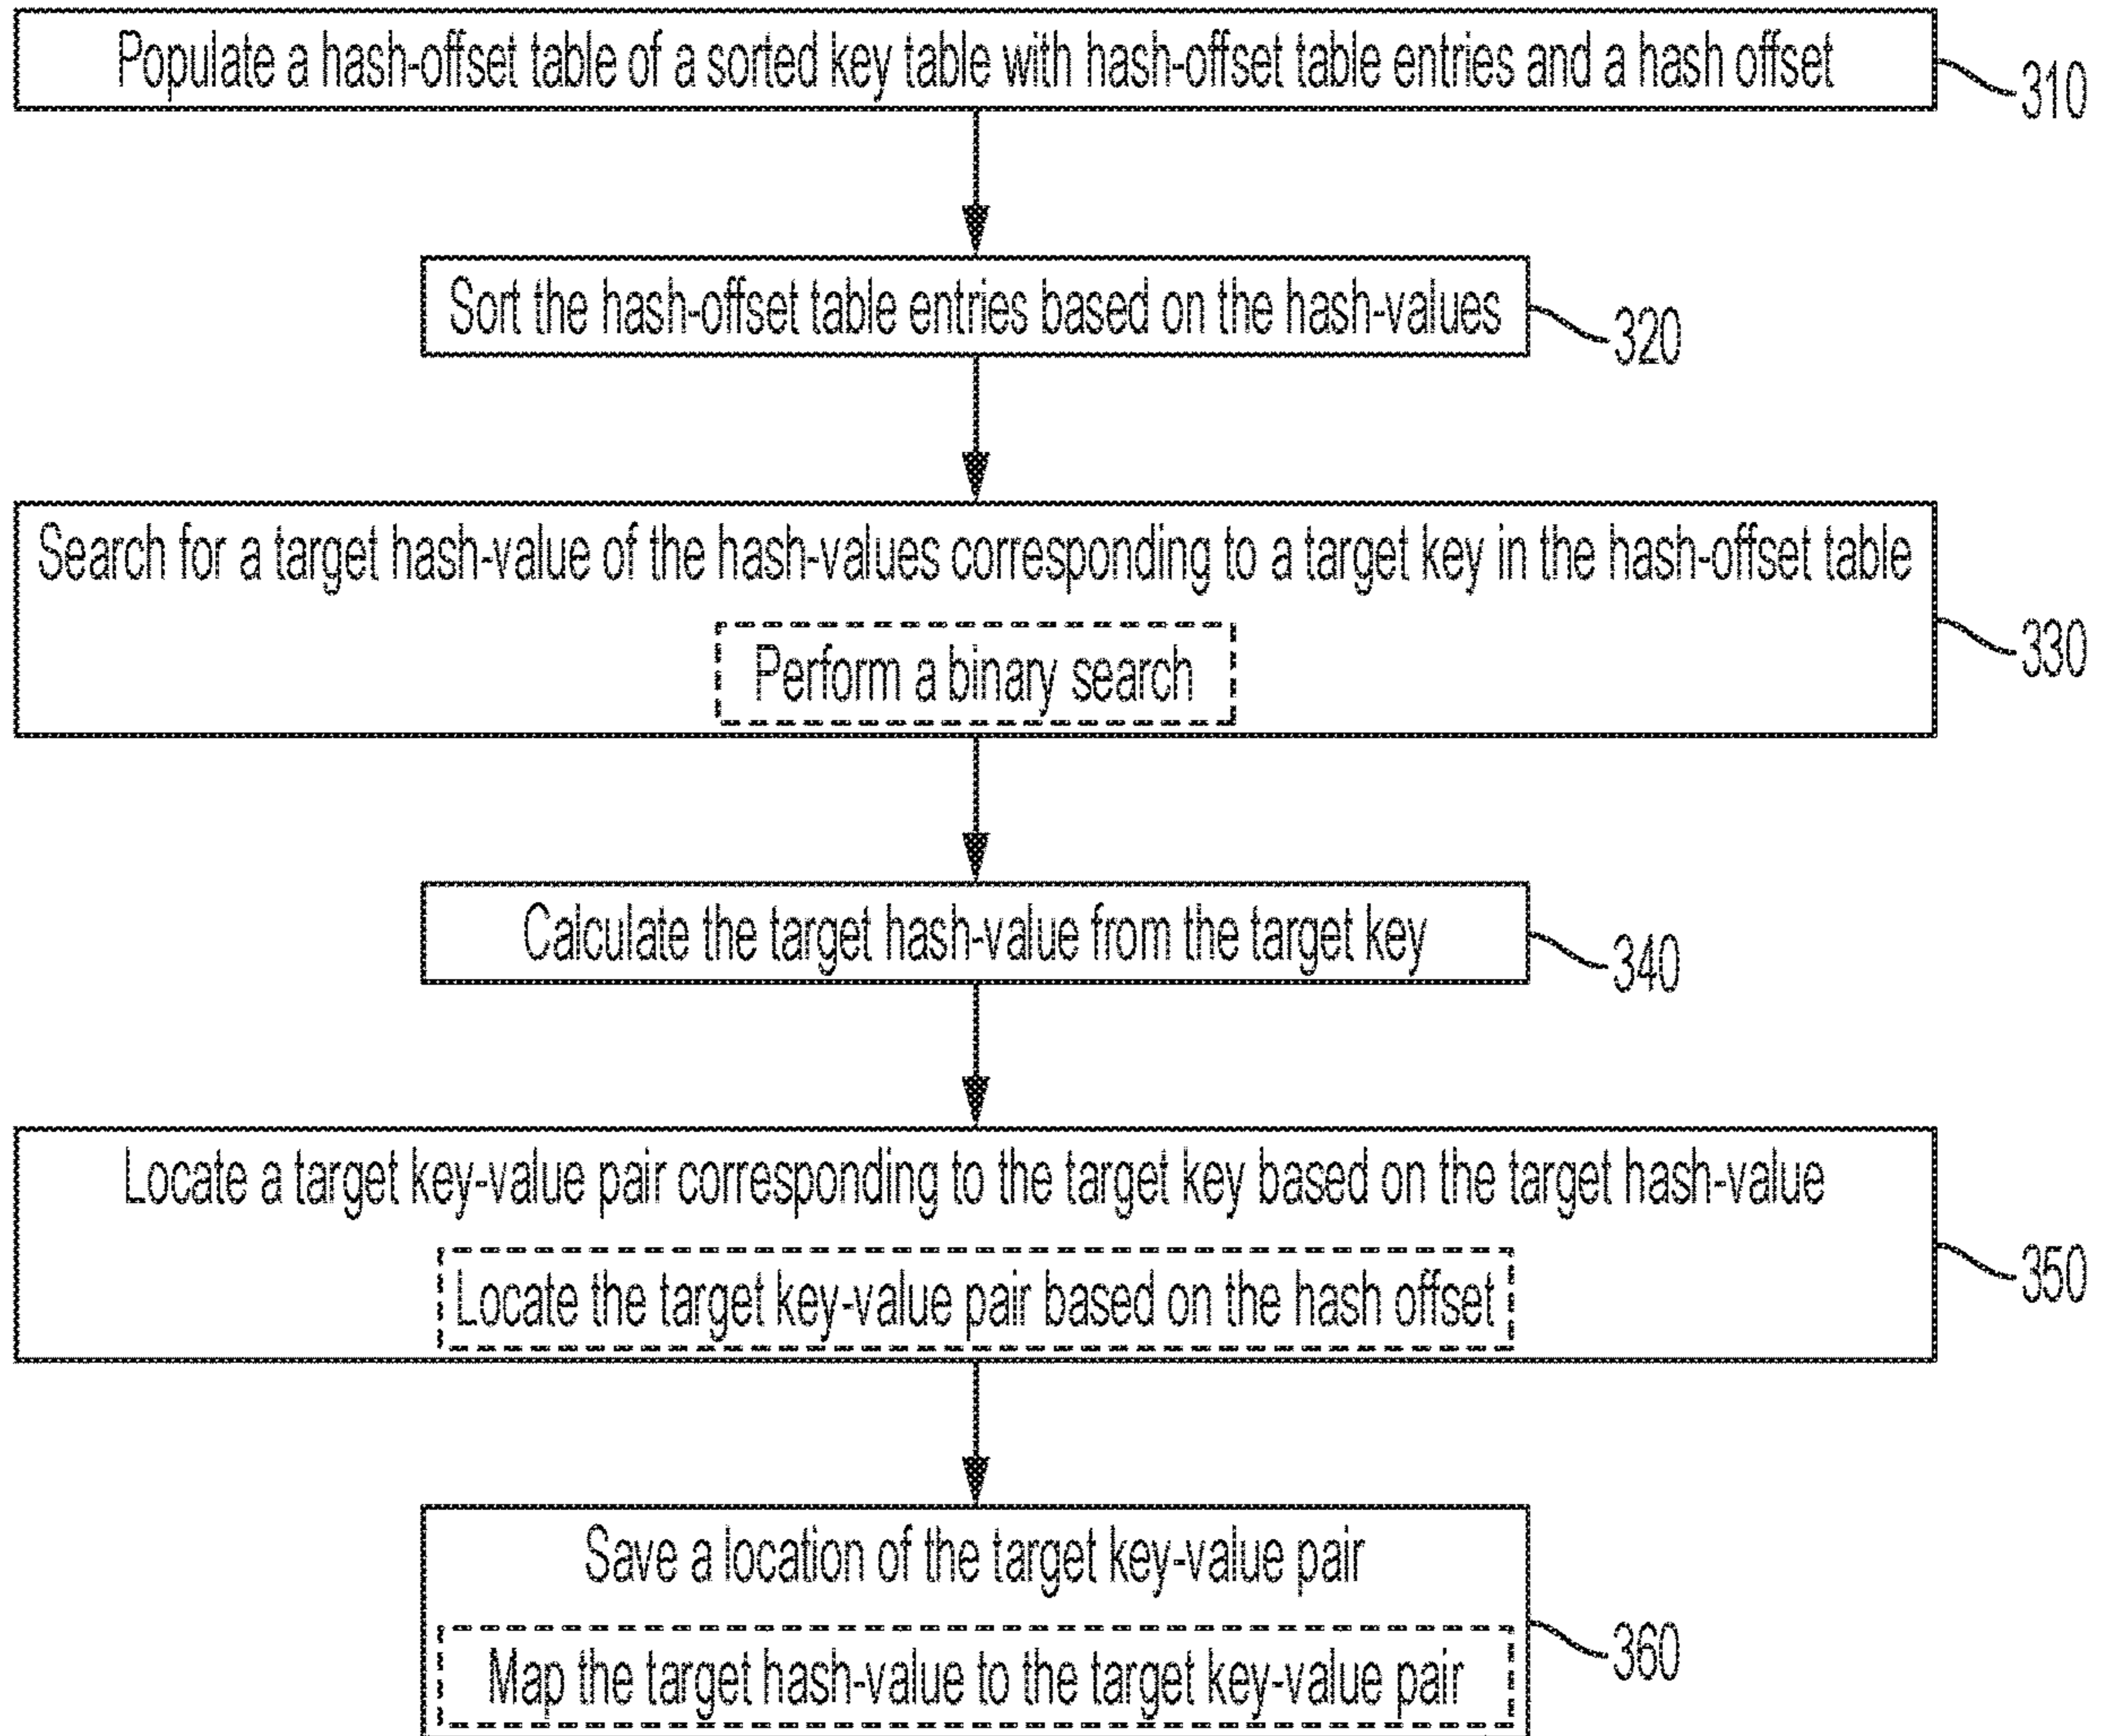 Populate a hash-offset table of a sorted key table with hash-offset table entries and a hash offset
310
Sort the hash-offset table entries based on the hash-values
320
Search for a target hash-value of the hash-values corresponding to a target key in the hash-offset table
Perform a binary search
330
Calculate the target hash-value from the target key
340
Locate a target key-value pair corresponding to the target key based on the target hash-value
Locate the target key-value pair based on the hash offset
350
Save a location of the target key-value pair
Map the target hash-value to the target key-value pair
360